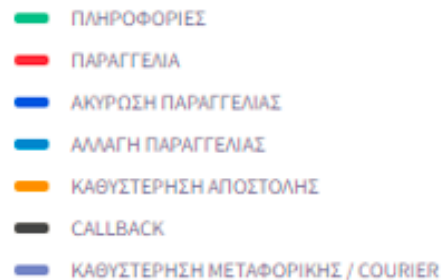 ΠΛΗΡΟΦΟΡΙΕΣ
ΠΑΡΑΓΓΕΛΙΑ
ΑΚΥΡΩΣΗ ΠΑΡΑΓΓΕΛΙΑΣ
ΑΛΛΑΓΗ ΠΑΡΑΓΓΕΛΙΑΣ
ΚΑΘΥΣΤΕΡΗΣΗ ΑΠΟΣΤΟΛΗΣ
CALLBACK
ΚΑΘΥΣΤΕΡΗΣΗ ΜΕΤΑΦΟΡΙΚΗΣ / COURIER